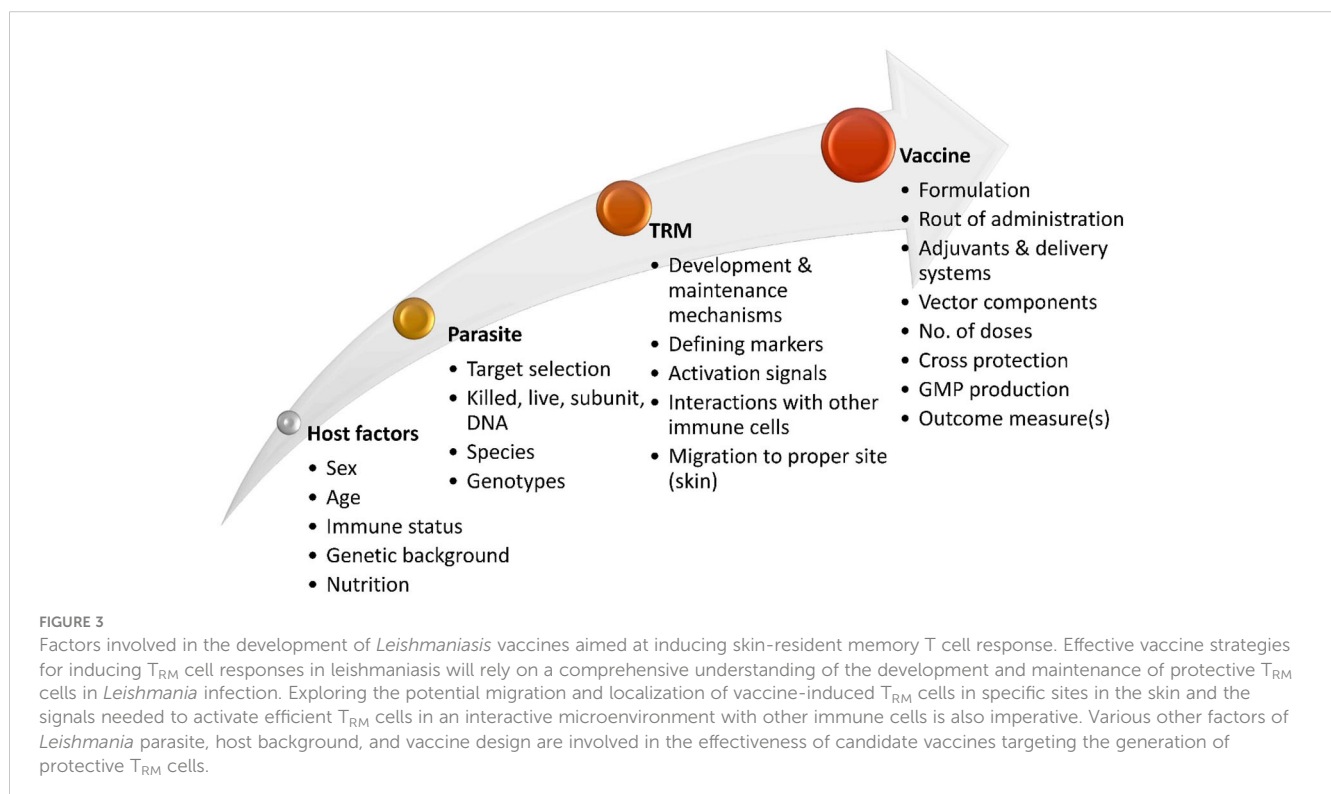 Host factors
• Sex
• Age
• Immune status
• Genetic background
• Nutrition
Parasite
• Target selection
• Killed, live, subunit,
DNA
• Species
• Genotypes
TRM
• Development &
maintenance
mechanisms
• Defining markers
• Activation signals
• Interactions with other
immune cells
• Migration to proper site
(skin)
Vaccine
• Formulation
• Rout of administration
• Adjuvants & delivery
systems
• Vector components
• No. of doses
• Cross protection
• GMP production
• Outcome measure(s)
FIGURE 3
Factors involved in the development of Leishmaniasis vaccines aimed at inducing skin-resident memory T cell response. Effective vaccine strategies
for inducing TRM cell responses in leishmaniasis will rely on a comprehensive understanding of the development and maintenance of protective TRM
cells in Leishmania infection. Exploring the potential migration and localization of vaccine-induced TRM cells in specific sites in the skin and the
signals needed to activate efficient TRM cells in an interactive microenvironment with other immune cells is also imperative. Various other factors of
Leishmania parasite, host background, and vaccine design are involved in the effectiveness of candidate vaccines targeting the generation of
protective TRM cells.